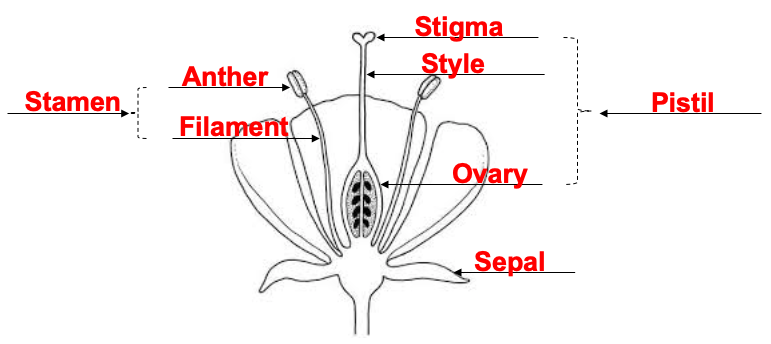 Stigma
Style
Anther
Stamen
Pistil
Filament
Ovary
Sepal